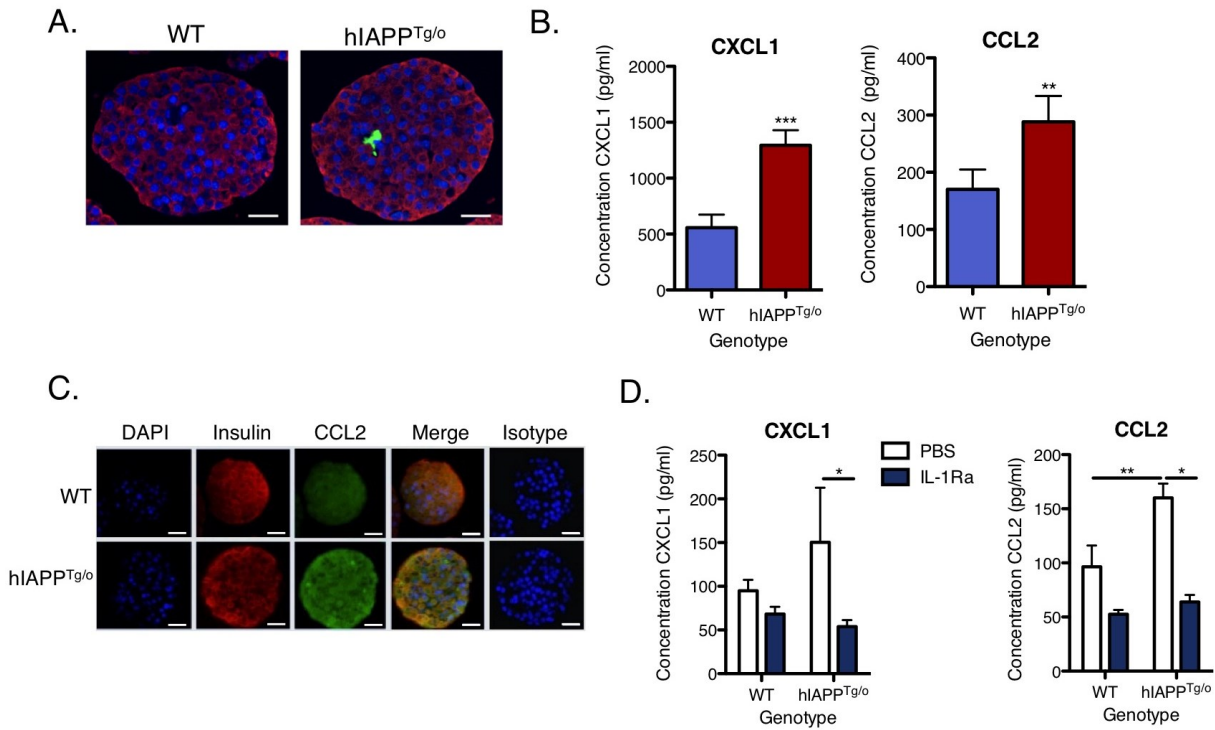 A.
WT
hIAPPTg/o
B.
CXCL1
Concentration CXCL1 (pg/ml)
2000
1500
1000
500
0
***
WT
hIAPPTg/o
Genotype
CCL2
Concentration CCL2 (pg/ml)
400
300
200
100
0
**
WT
hIAPPTg/o
Genotype
C.
DAPI
Insulin
CCL2
Merge
Isotype
WT
hIAPPTg/o
D.
CXCL1
Concentration CXCL1 (pg/ml)
250
200
150
100
50
0
*
WT
hIAPPTg/o
Genotype
PBS
IL-1Ra
CCL2
Concentration CCL2 (pg/ml)
200
150
100
50
0
**
*
WT
hIAPPTg/o
Genotype